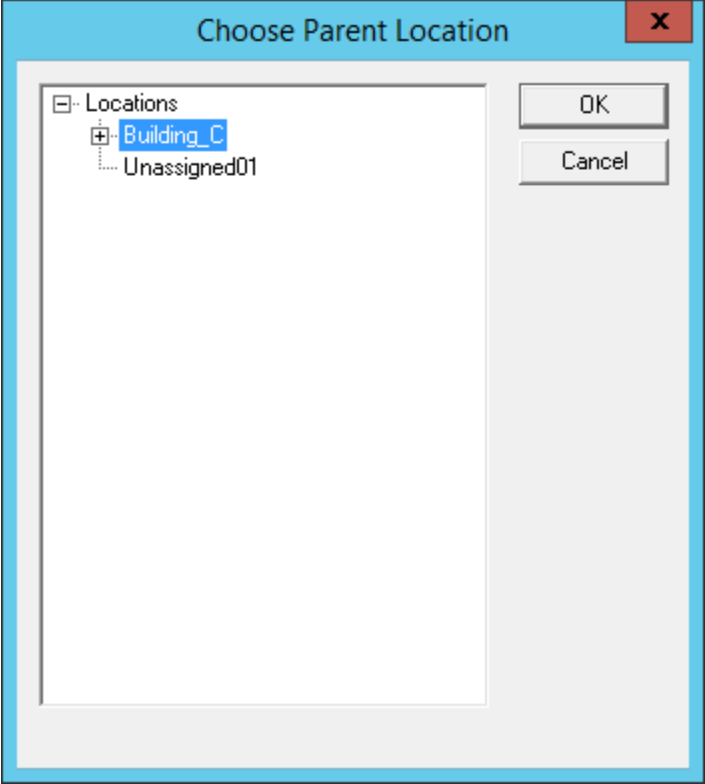 Choose Parent Location
x
Locations
Building_C
Unassigned01
OK
Cancel